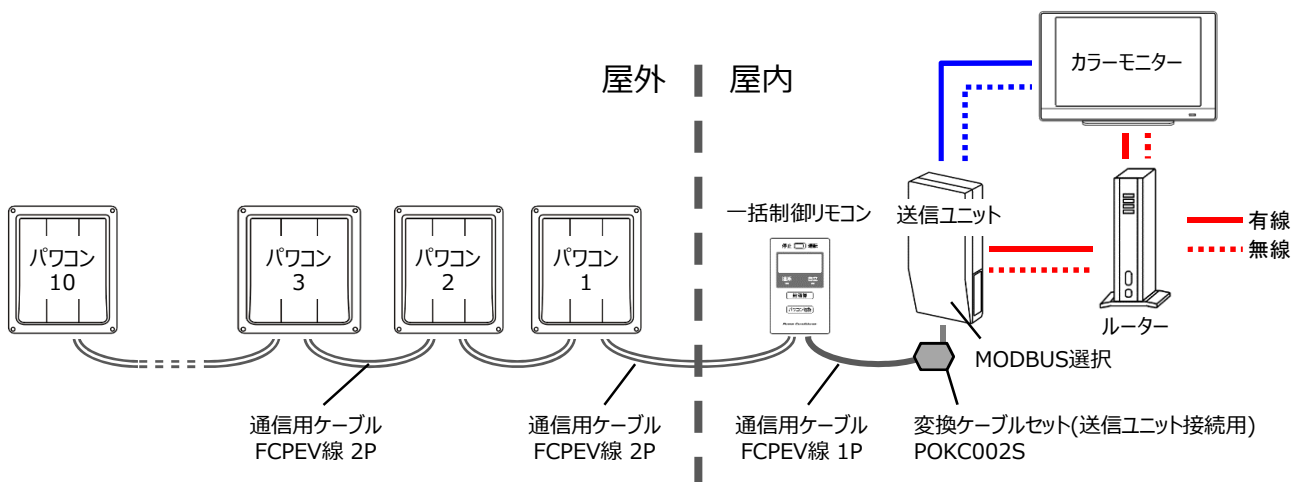 屋外
屋内
カラーモニター
パワコン
10
パワコン
3
パワコン
2
パワコン
1
一括制御リモコン
送信ユニット
有線
無線
ルーター
MODBUS選択
通信用ケーブル
FCPEV線 2P
通信用ケーブル
FCPEV線 2P
通信用ケーブル
FCPEV線 1P
変換ケーブルセット(送信ユニット接続用)
POKC002S